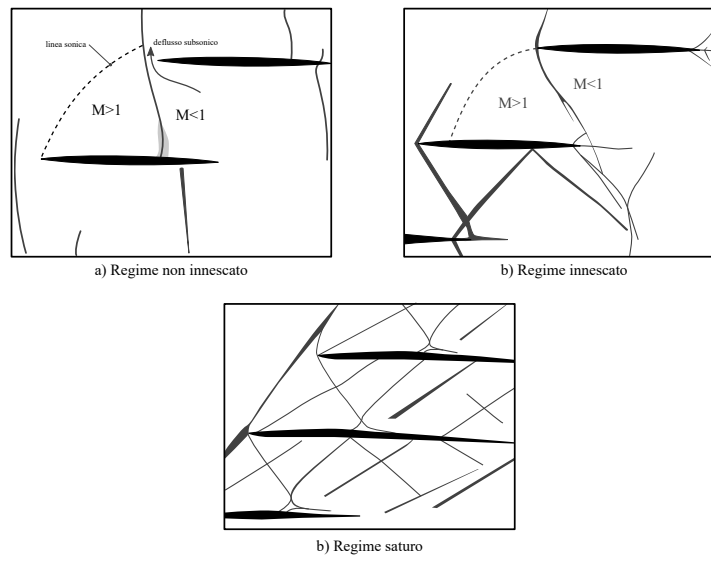 linea sonica
deflusso subsonico
M>1
M<1
a) Regime non innescato
M>1
M<1
b) Regime innescato
b) Regime saturo